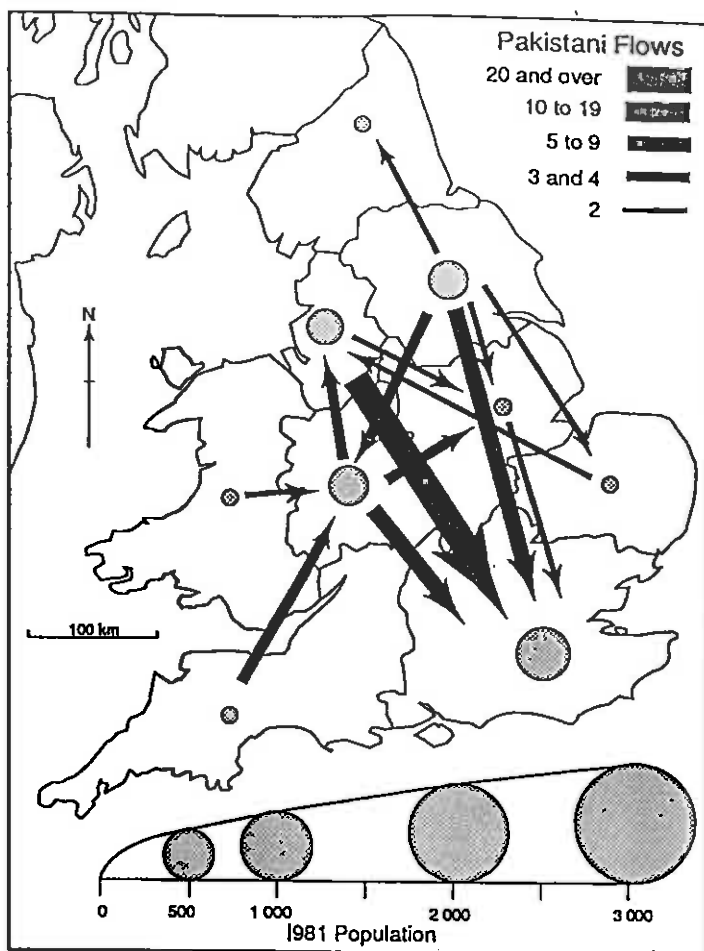 Pakistani Flows
20 and over
10 to 19
5 to 9
3 and 4
2
N
100 km
0 500 1 000 2 000 3 000
1981 Population